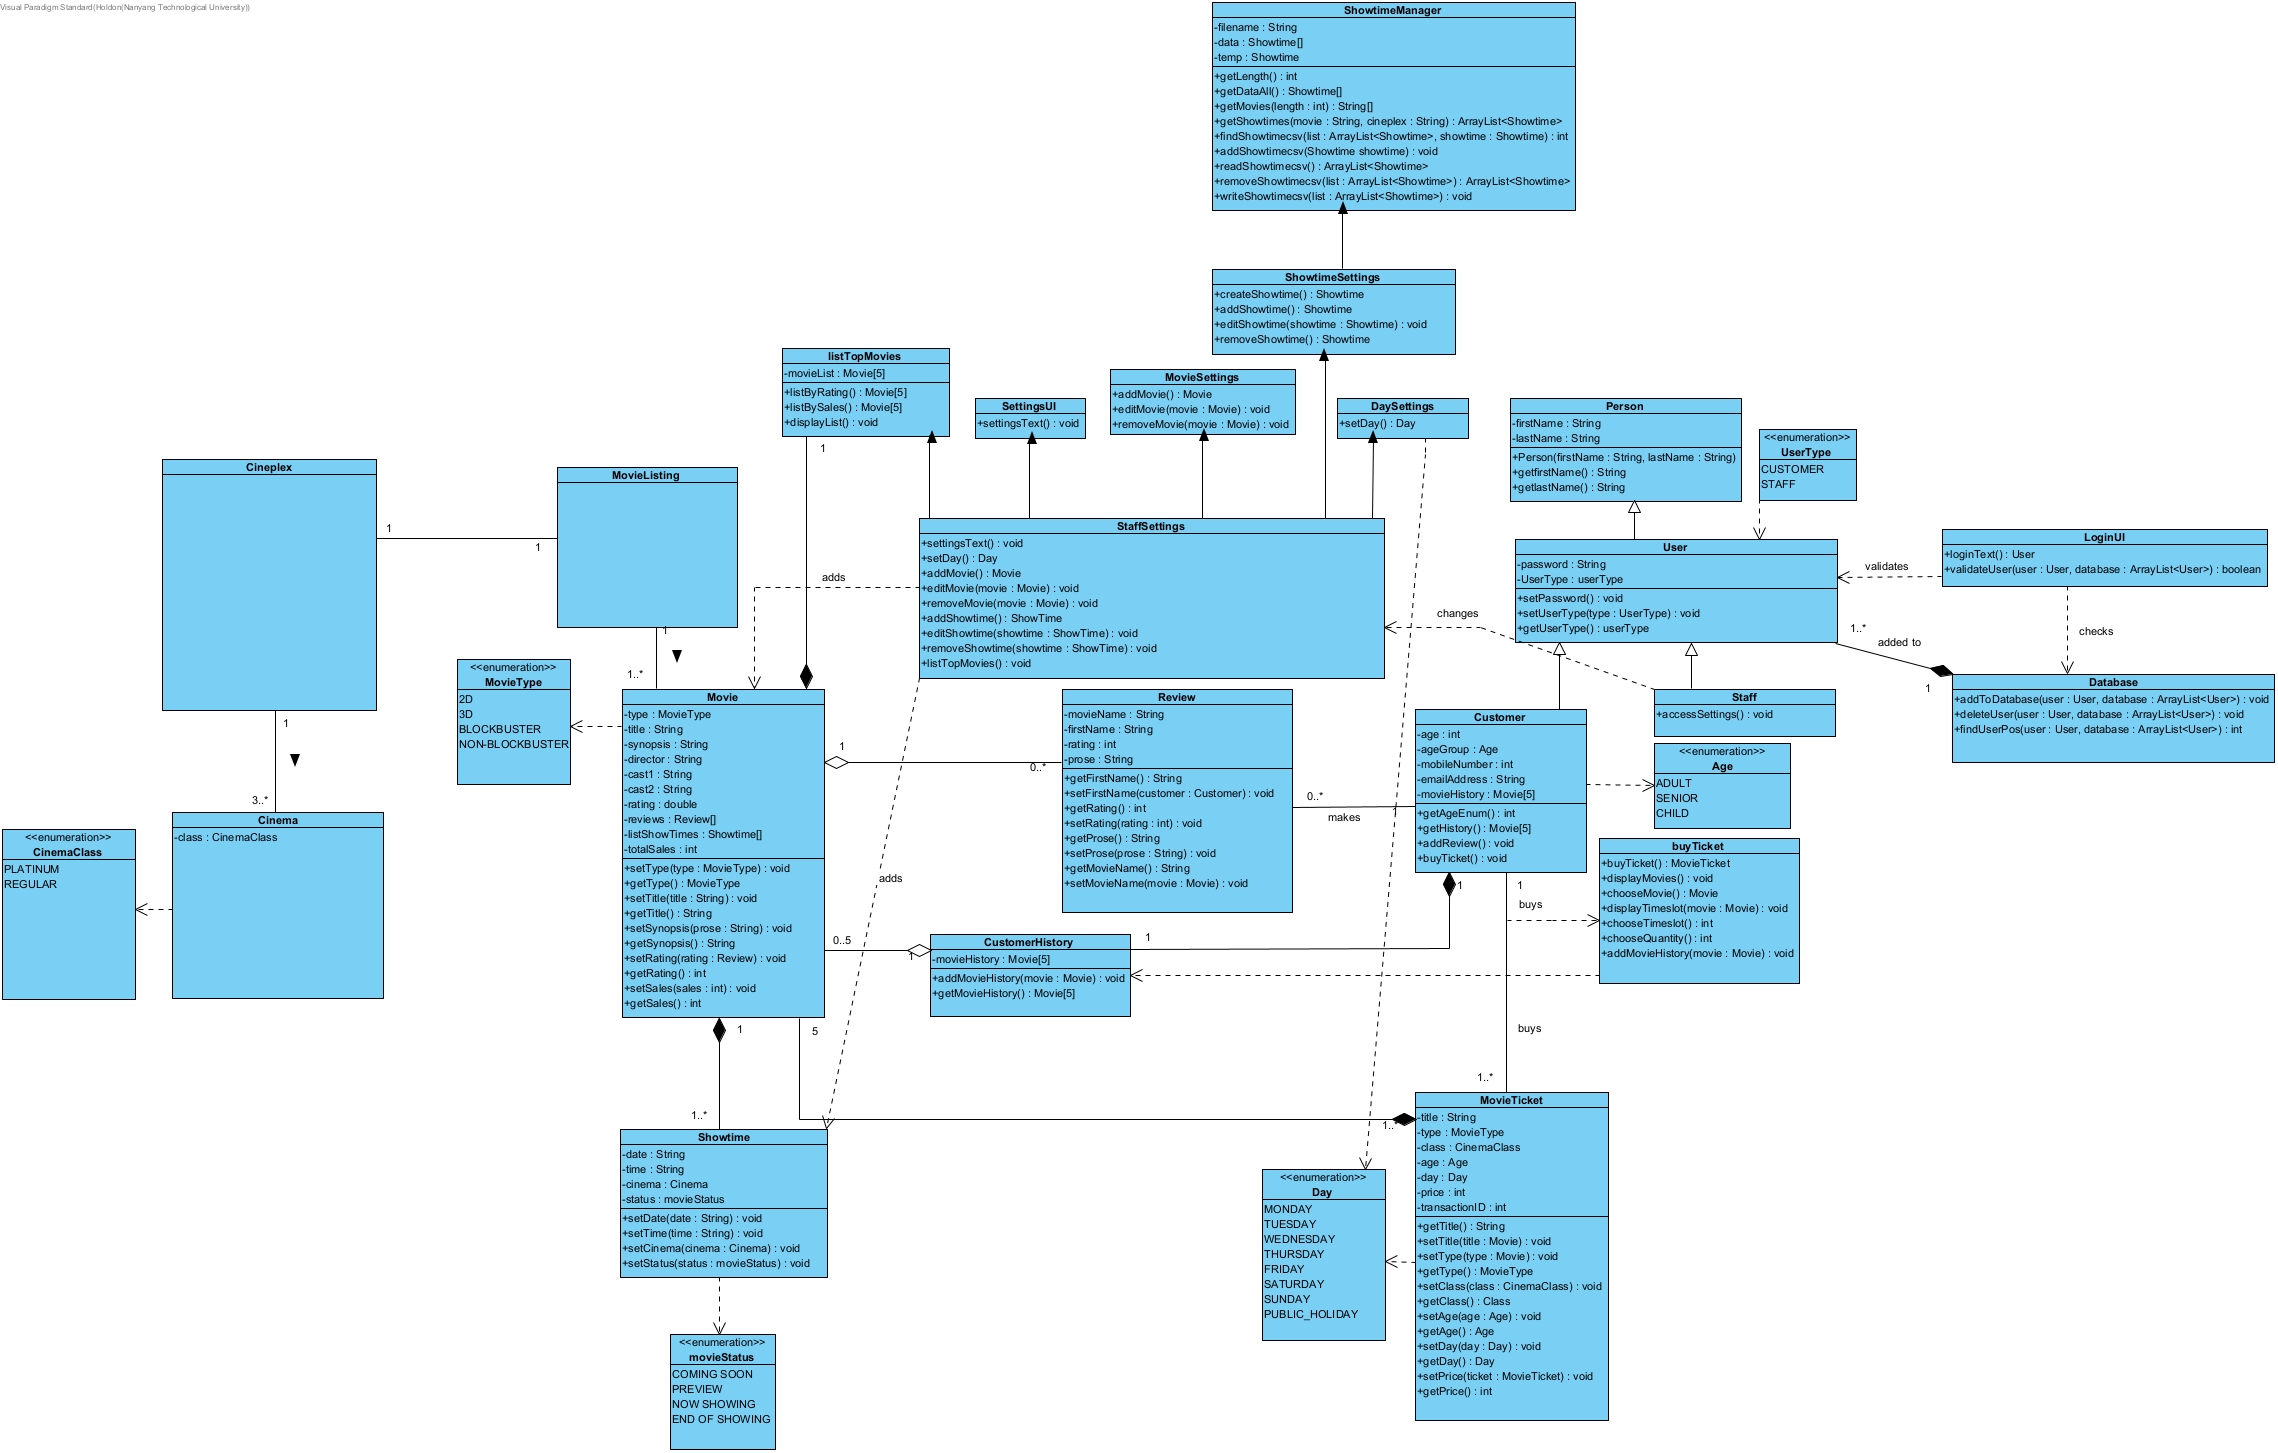 Visual Paradigm Standard(Holdon(Nanyang Technological University))
ShowtimeManager
-filename : String
-data : Showtime[]
-temp : Showtime
+getLength() : int
+getDataAll() : Showtime[]
+getMovies(length : int) : String[]
+getShowtimes(movie : String, cineplex : String) : ArrayList<Showtime>
+findShowtimecsv(list : ArrayList<Showtime>, showtime : Showtime) : int
+addShowtimecsv(Showtime showtime) : void
+readShowtimecsv() : ArrayList<Showtime>
+removeShowtimecsv(list : ArrayList<Showtime>) : ArrayList<Showtime>
+writeShowtimecsv(list : ArrayList<Showtime>) : void
ShowtimeSettings
+createShowtime() : Showtime
+addShowtime() : Showtime
+editShowtime(showtime : Showtime) : void
+removeShowtime() : Showtime
listTopMovies
-movieList : Movie[5]
+listByRating() : Movie[5]
+listBySales() : Movie[5]
+displayList() : void
1
SettingsUI
+settingsText() : void
MovieSettings
+addMovie() : Movie
+editMovie(movie : Movie) : void
+removeMovie(movie : Movie) : void
DaySettings
+setDay() : Day
Person
-firstName : String
-lastName : String
+Person(firstName : String, lastName : String)
+getfirstName() : String
+getlastName() : String
<<enumeration>>
UserType
CUSTOMER
STAFF
Cineplex
1
1
MovieListing
1
1..*
StaffSettings
+settingsText() : void
+setDay() : Day
+addMovie() : Movie
+editMovie(movie : Movie) : void
+removeMovie(movie : Movie) : void
+addShowtime() : ShowTime
+editShowtime(showtime : ShowTime) : void
+removeShowtime(showtime : ShowTime) : void
+listTopMovies() : void
adds
changes
User
-password : String
-UserType : userType
+setPassword() : void
+setUserType(type : UserType) : void
+getUserType() : userType
validates
LoginUI
+loginText() : User
+validateUser(user : User, database : ArrayList<User>) : boolean
checks
1..*
added to
1
Database
+addToDatabase(user : User, database : ArrayList<User>) : void
+deleteUser(user : User, database : ArrayList<User>) : void
+findUserPos(user : User, database : ArrayList<User>) : int
<<enumeration>>
MovieType
2D
3D
BLOCKBUSTER
NON-BLOCKBUSTER
Movie
-type : MovieType
-title : String
-synopsis : String
-director : String
-cast1 : String
-cast2 : String
-rating : double
-reviews : Review[]
-listShowTimes : Showtime[]
-totalSales : int
+setType(type : MovieType) : void
+getType() : MovieType
+setTitle(title : String) : void
+getTitle() : String
+setSynopsis(prose : String) : void
+getSynopsis() : String
+setRating(rating : Review) : void
+getRating() : int
+setSales(sales : int) : void
+getSales() : int
1
0..*
Review
-movieName : String
-firstName : String
-rating : int
-prose : String
+getFirstName() : String
+setFirstName(customer : Customer) : void
+getRating() : int
+setRating(rating : int) : void
+getProse() : String
+setProse(prose : String) : void
+getMovieName() : String
+setMovieName(movie : Movie) : void
0..*
makes
1
Customer
-age : int
-ageGroup : Age
-mobileNumber : int
-emailAddress : String
-movieHistory : Movie[5]
+getAgeEnum() : int
+getHistory() : Movie[5]
+addReview() : void
+buyTicket() : void
Staff
+accessSettings() : void
<<enumeration>>
Age
ADULT
SENIOR
CHILD
buyTicket
+buyTicket() : MovieTicket
+displayMovies() : void
+chooseMovie() : Movie
+displayTimeslot(movie : Movie) : void
+chooseTimeslot() : int
+chooseQuantity() : int
+addMovieHistory(movie : Movie) : void
1
3..*
Cinema
-class : CinemaClass
<<enumeration>>
CinemaClass
PLATINUM
REGULAR
adds
1
1
buys
0..5
1
1
CustomerHistory
-movieHistory : Movie[5]
+addMovieHistory(movie : Movie) : void
+getMovieHistory() : Movie[5]
1
5
buys
1..*
1..*
1..*
Showtime
-date : String
-time : String
-cinema : Cinema
-status : movieStatus
+setDate(date : String) : void
+setTime(time : String) : void
+setCinema(cinema : Cinema) : void
+setStatus(status : movieStatus) : void
<<enumeration>>
movieStatus
COMING SOON
PREVIEW
NOW SHOWING
END OF SHOWING
<<enumeration>>
Day
MONDAY
TUESDAY
WEDNESDAY
THURSDAY
FRIDAY
SATURDAY
SUNDAY
PUBLIC_HOLIDAY
MovieTicket
-title : String
-type : MovieType
-class : CinemaClass
-age : Age
-day : Day
-price : int
-transactionID : int
+getTitle() : String
+setTitle(title : Movie) : void
+setType(type : Movie) : void
+getType() : MovieType
+setClass(class : CinemaClass) : void
+getClass() : Class
+setAge(age : Age) : void
+getAge() : Age
+setDay(day : Day) : void
+getDay() : Day
+setPrice(ticket : MovieTicket) : void
+getPrice() : int